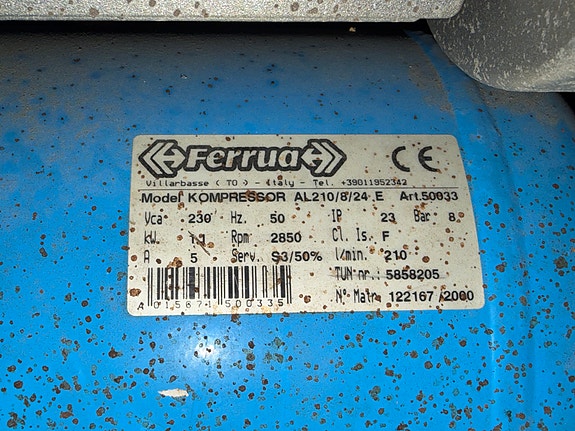 Ferrua CE
Villarbasse ( TO ) - Italy - Tel. +39011952342
Model KOMPRESSOR AL210/8/24 E Art.50033
Vca 230 Hz. 50 IP 23 Bar 8
kW Rpm 2850 Cl. Is. F
A 5 Serv. S3/50% l/min. 210
TUN-nr.: 5858205
A 015671 500335 N° Matr. 122167 /2000